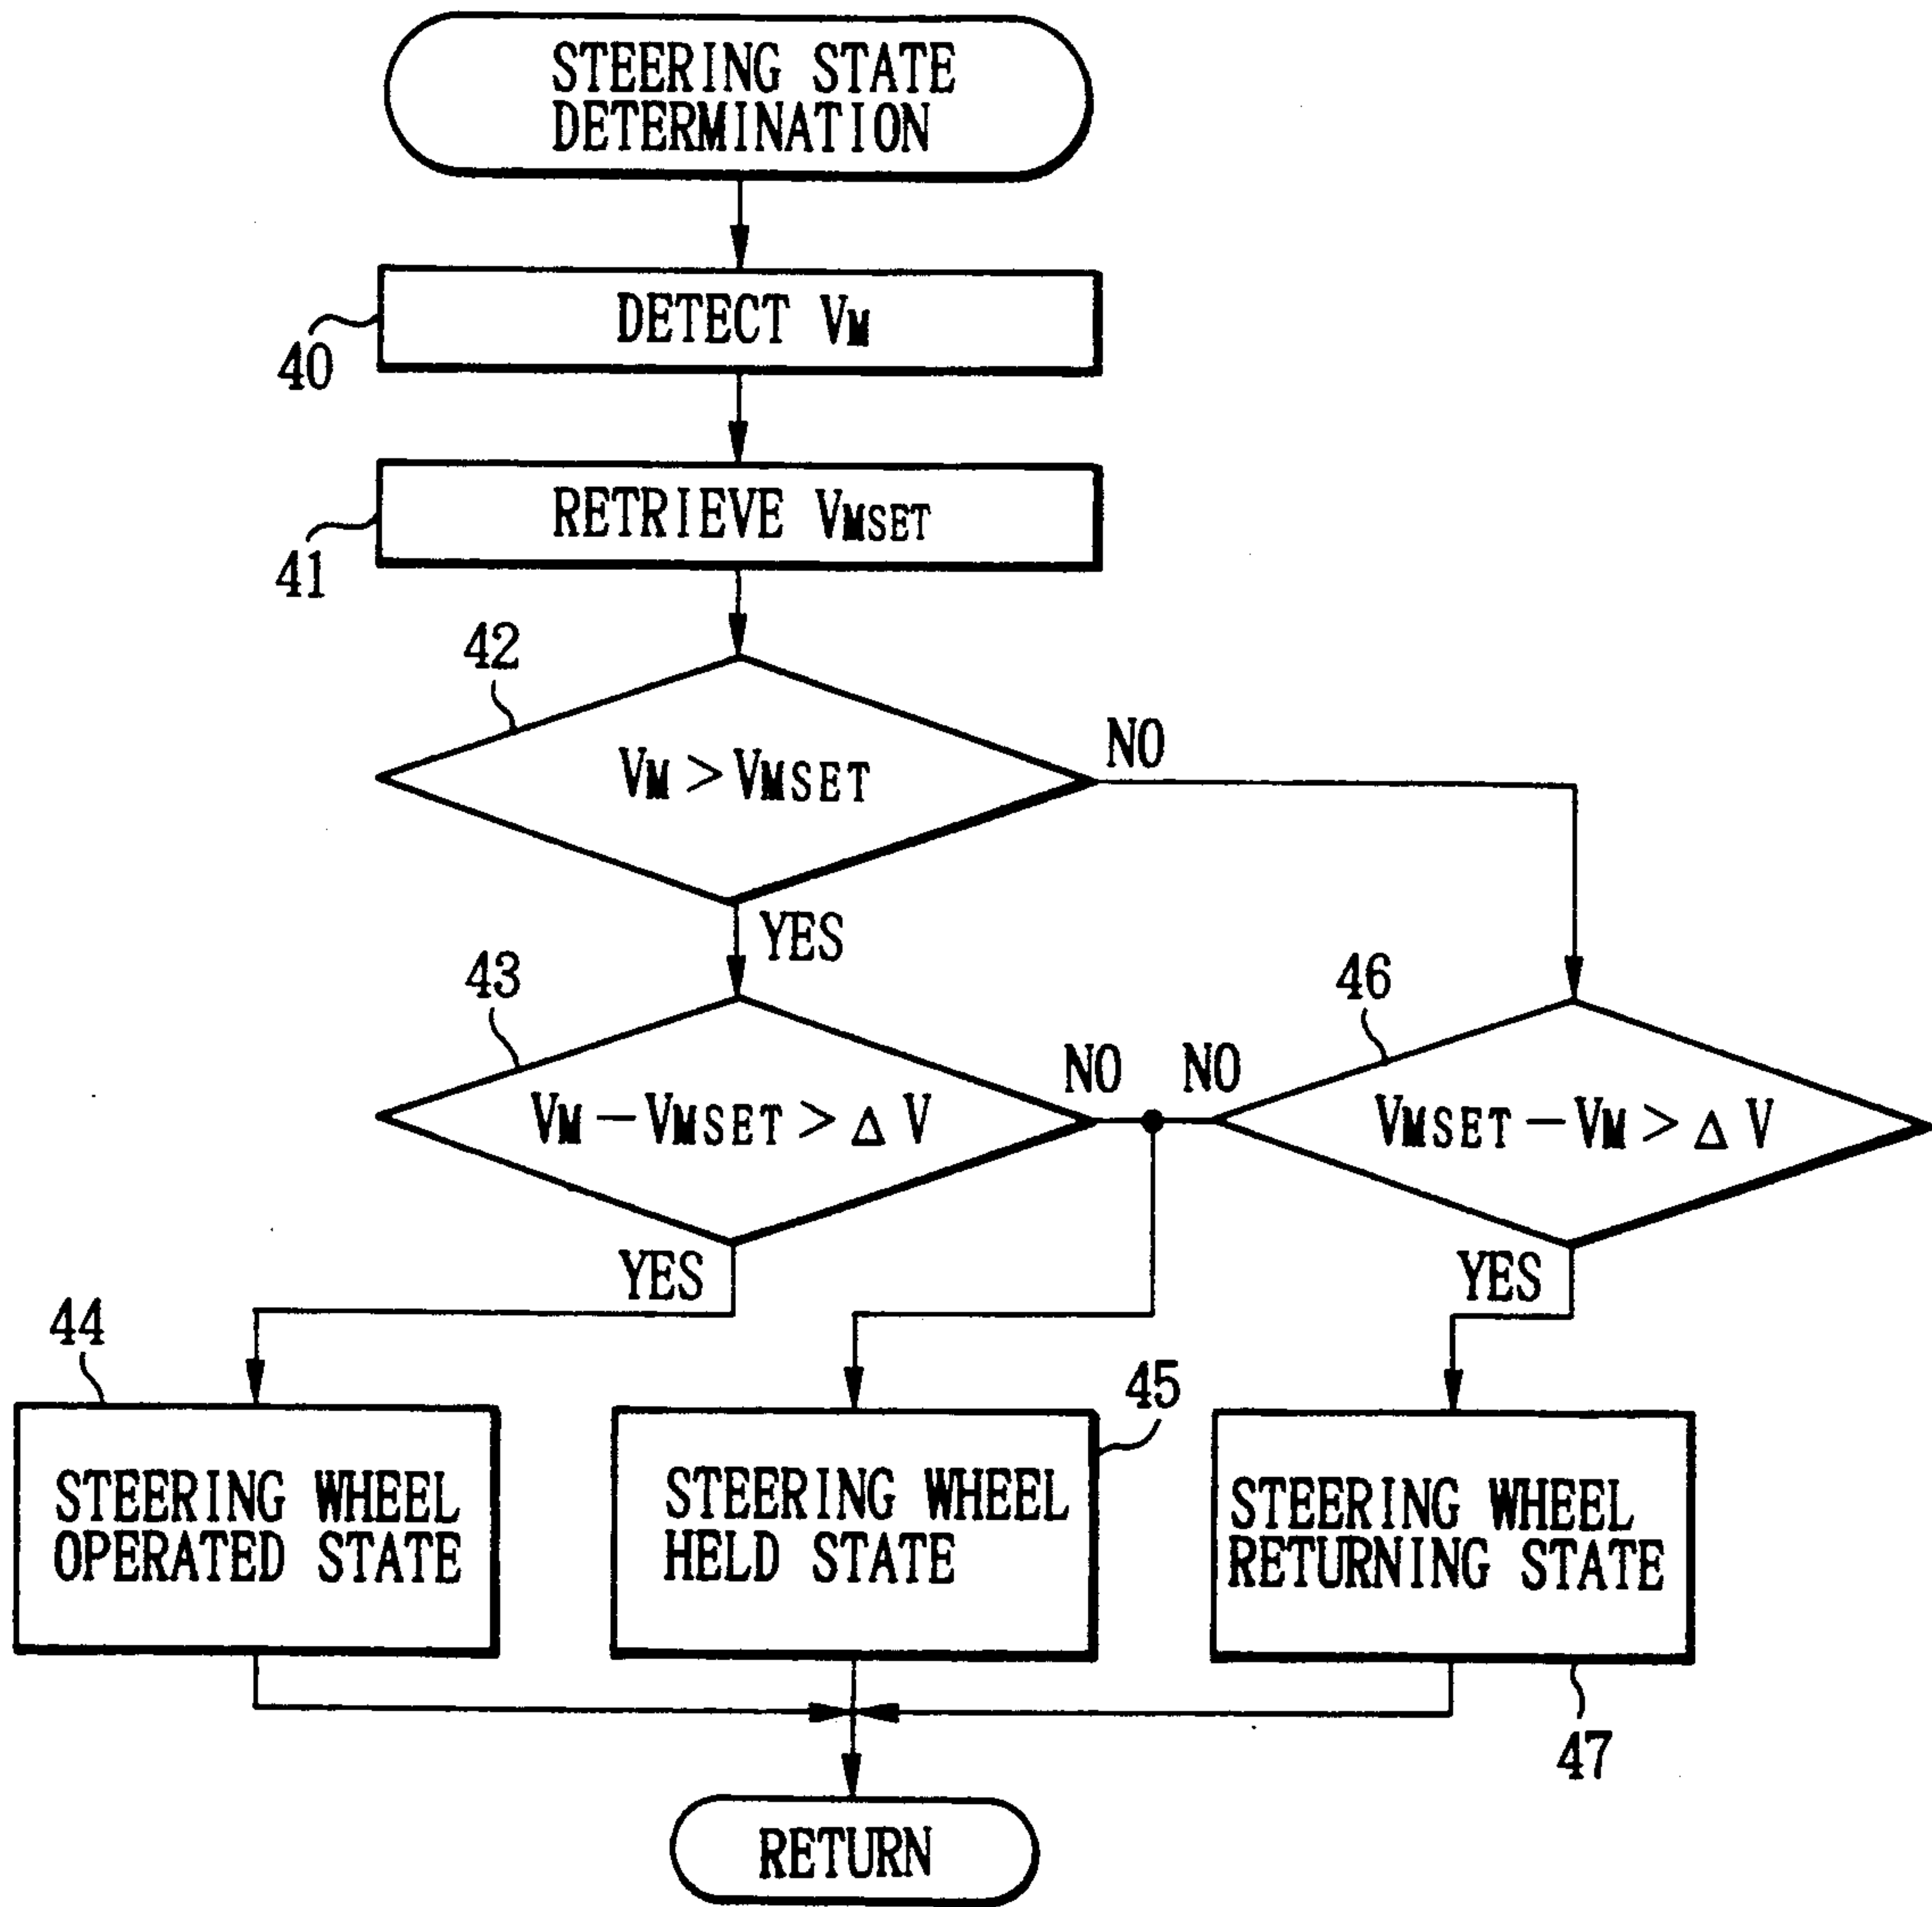 STEERING STATE
DETERMINATION
DETECT VM
40
RETRIEVE VMSET
41
42
VM > VMSET
NO
YES
43
46
VM − VMSET > Δ V
NO
NO
VMSET − VM > Δ V
YES
YES
44
45
STEERING WHEEL
OPERATED STATE
STEERING WHEEL
HELD STATE
STEERING WHEEL
RETURNING STATE
47
RETURN